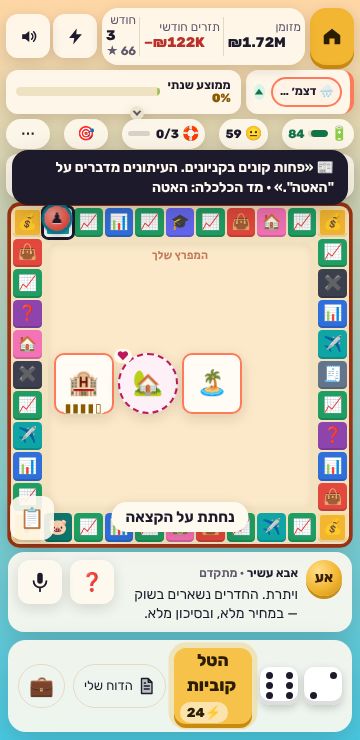 מזומן
₪1.72M
תזרים חודשי
−₪122K
חודש
3
★ 66
דצמ׳ ...
ממוצע שנתי
0%
84
59
0/3
...
«פחות קונים בקניונים. העיתונים מדברים על
"האטה".» • מד הכלכלה: האטה
המפרץ שלך
נחתת על הקצאה
אע
אבא עשיר • מתקדם
ויתרת. החדרים נשארים בשוק
— במחיר מלא, ובסיכון מלא.
הטל
קוביות
24⚡
הדוח שלי